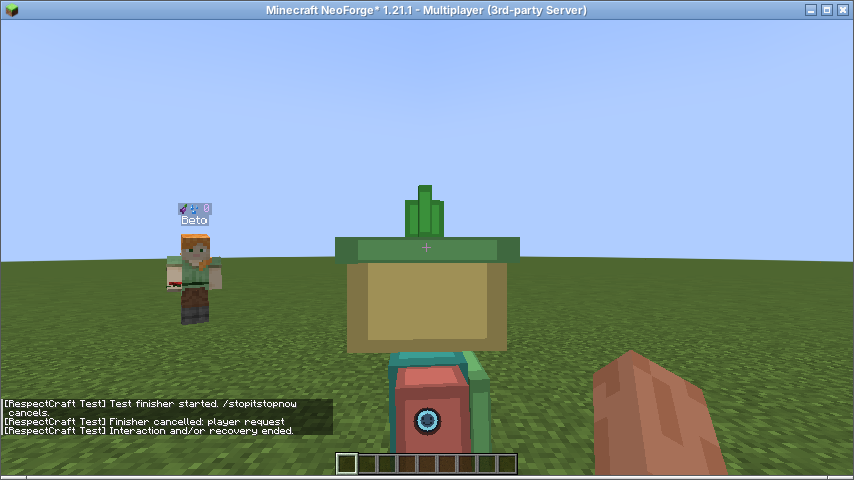 Minecraft NeoForge* 1.21.1 - Multiplayer (3rd-party Server)
0
Beto
[RespectCraft Test] Test finisher started. /stopitstopnow
cancels.
[RespectCraft Test] Finisher cancelled: player request
[RespectCraft Test] Interaction and/or recovery ended.